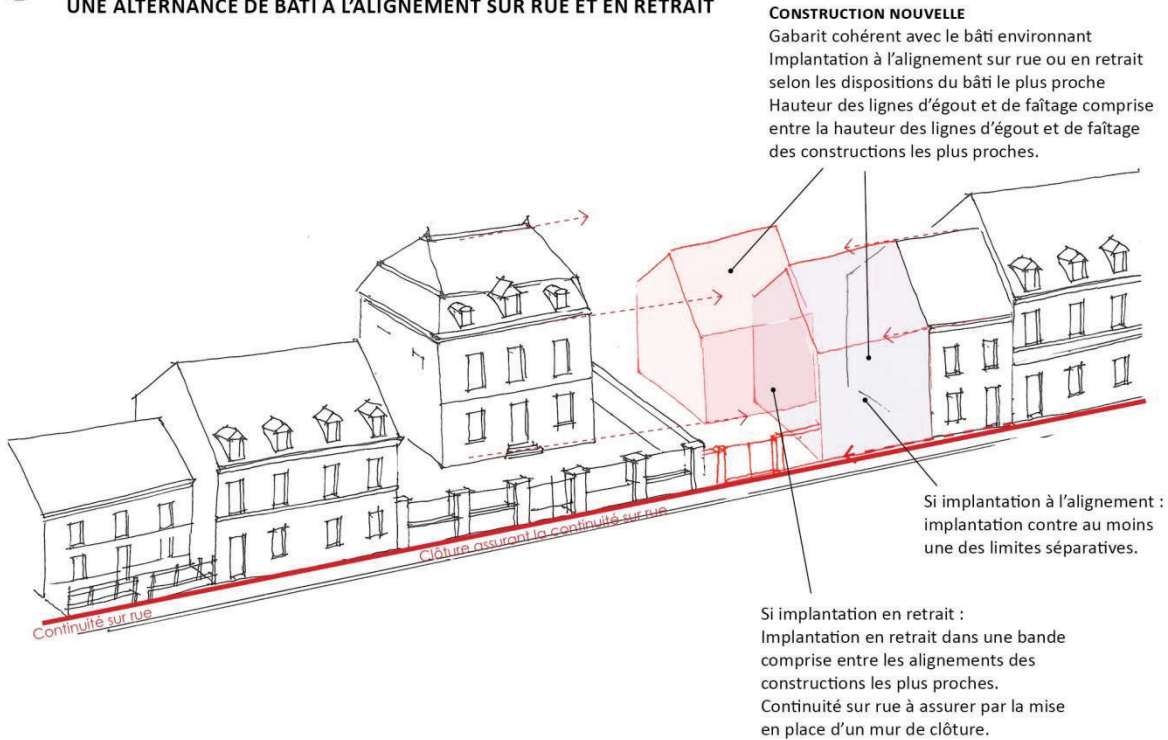 UNE ALTERNANCE DE BÂTI À L'ALIGNEMENT SUR RUE ET EN RETRAIT
CONSTRUCTION NOUVELLE
Gabarit cohérent avec le bâti environnant
Implantation à l'alignement sur rue ou en retrait
selon les dispositions du bâti le plus proche
Hauteur des lignes d'égout et de faîtage comprise
entre la hauteur des lignes d'égout et de faîtage
des constructions les plus proches.
Si implantation à l'alignement :
implantation contre au moins
une des limites séparatives.
Clôture assurant la continuité sur rue
Continuité sur rue
Si implantation en retrait :
Implantation en retrait dans une bande
comprise entre les alignements des
constructions les plus proches.
Continuité sur rue à assurer par la mise
en place d'un mur de clôture.